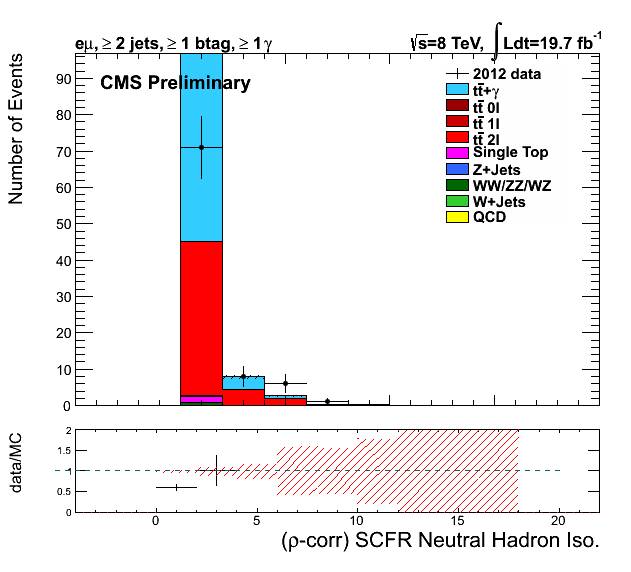 eμ, ≥ 2 jets, ≥ 1 btag, ≥ 1 γ
√s=8 TeV, ∫ Ldt=19.7 fb⁻¹
CMS Preliminary
Number of Events
90
80
70
60
50
40
30
20
10
0
2012 data
tt̄+γ
tt̄ 0l
tt̄ 1l
tt̄ 2l
Single Top
Z+Jets
WW/ZZ/WZ
W+Jets
QCD
data/MC
2
1.5
1
0.5
0
0 5 10 15 20
(ρ-corr) SCFR Neutral Hadron Iso.